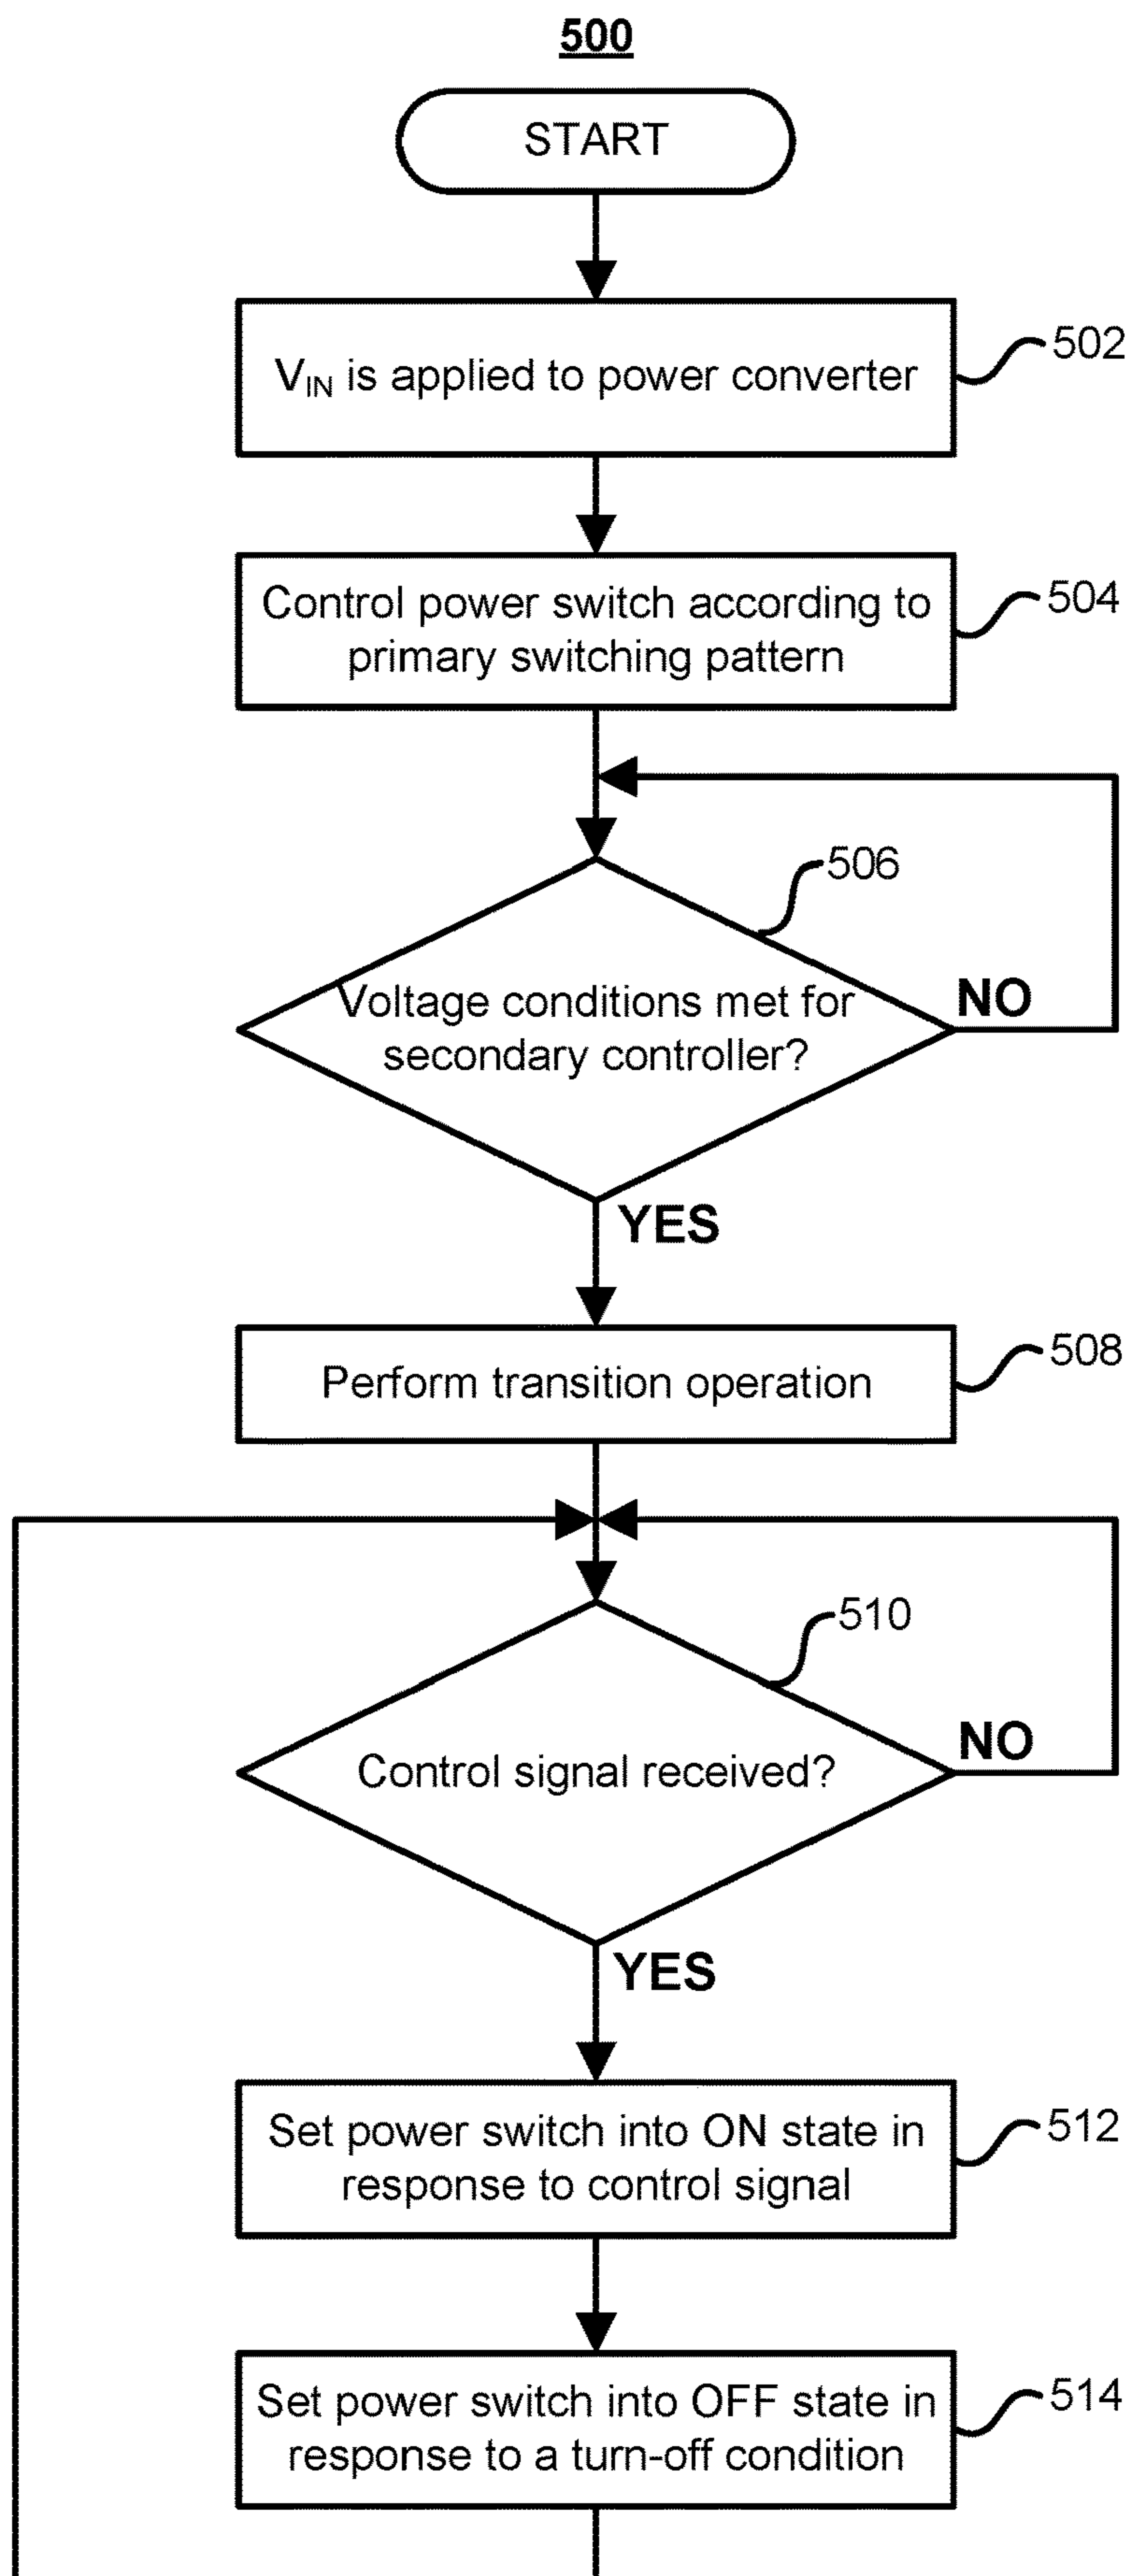 500
START
V_IN is applied to power converter
502
Control power switch according to
primary switching pattern
504
506
Voltage conditions met for
secondary controller?
NO
YES
Perform transition operation
508
510
Control signal received?
NO
YES
Set power switch into ON state in
response to control signal
512
Set power switch into OFF state in
response to a turn-off condition
514